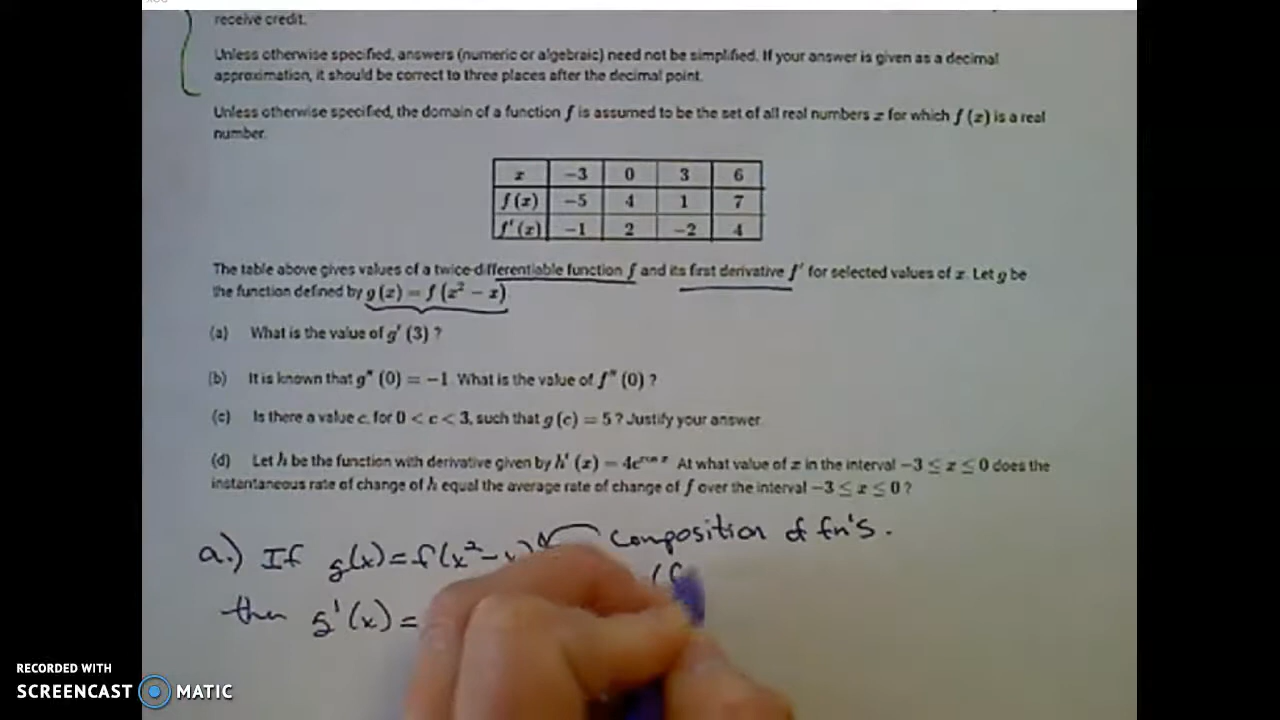 receive credit.
Unless otherwise specified, answers (numeric or algebraic) need not be simplified. If your answer is given as a decimal
approximation, it should be correct to three places after the decimal point.
Unless otherwise specified, the domain of a function f is assumed to be the set of all real numbers x for which f (x) is a real
number.
x −3 0 3 6
f (x) −5 4 1 7
f' (x) −1 2 −2 4
The table above gives values of a twice-differentiable function f and its first derivative f' for selected values of x. Let g be
the function defined by g (x) = f (x² − x)
(a) What is the value of g' (3) ?
(b) It is known that g" (0) = −1. What is the value of f" (0) ?
(c) Is there a value c, for 0 < c < 3, such that g (c) = 5 ? Justify your answer.
(d) Let h be the function with derivative given by h' (x) = 4e At what value of x in the interval −3 ≤ x ≤ 0 does the
instantaneous rate of change of h equal the average rate of change of f over the interval −3 ≤ x ≤ 0 ?
a.) If g(x)=f(x²-x) composition of fn's.
then g'(x)=
RECORDED WITH
SCREENCAST MATIC